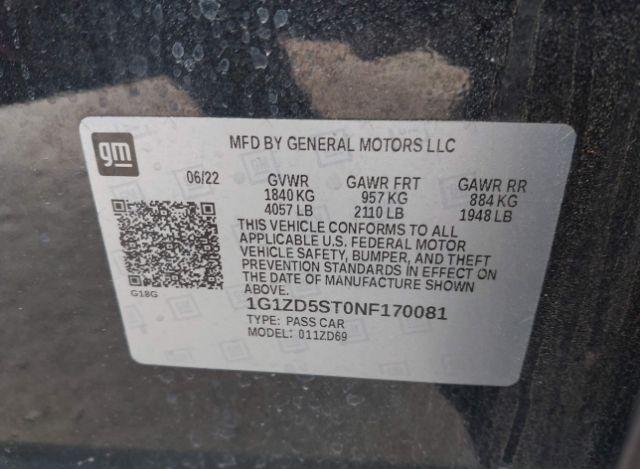 gm
MFD BY GENERAL MOTORS LLC
06/22 GVWR GAWR FRT GAWR RR
1840 KG 957 KG 884 KG
4057 LB 2110 LB 1948 LB
THIS VEHICLE CONFORMS TO ALL
APPLICABLE U.S. FEDERAL MOTOR
VEHICLE SAFETY, BUMPER, AND THEFT
PREVENTION STANDARDS IN EFFECT ON
THE DATE OF MANUFACTURE SHOWN
ABOVE.
G18G
1G1ZD5ST0NF170081
TYPE: PASS CAR
MODEL: 011ZD69